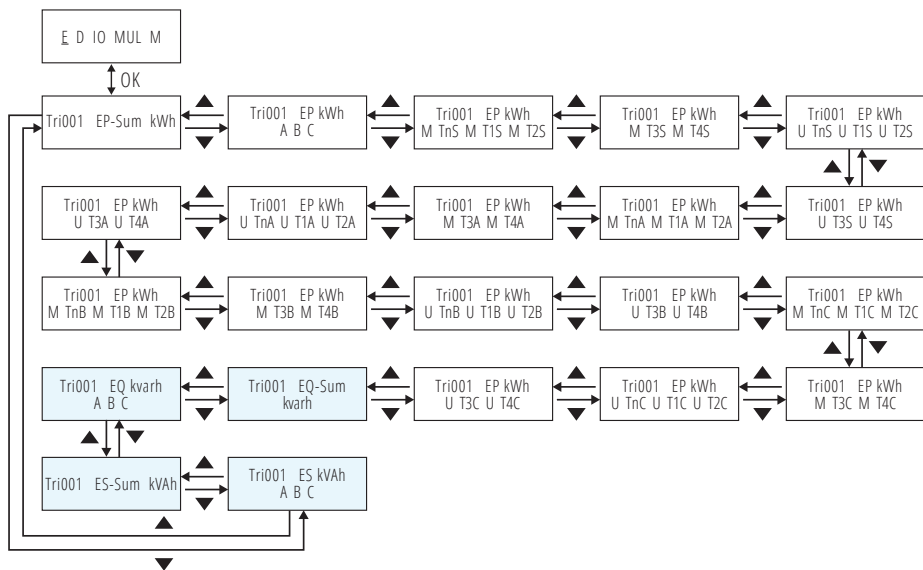 E D IO MUL M
OK
Tri001 EP-Sum kWh
Tri001 EP kWh
A B C
Tri001 EP kWh
M TnS M T1S M T2S
Tri001 EP kWh
M T3S M T4S
Tri001 EP kWh
U TnS U T1S U T2S
Tri001 EP kWh
U T3A U T4A
Tri001 EP kWh
U TnA U T1A U T2A
Tri001 EP kWh
M T3A M T4A
Tri001 EP kWh
M TnA M T1A M T2A
Tri001 EP kWh
U T3S U T4S
Tri001 EP kWh
M TnB M T1B M T2B
Tri001 EP kWh
M T3B M T4B
Tri001 EP kWh
U TnB U T1B U T2B
Tri001 EP kWh
U T3B U T4B
Tri001 EP kWh
M TnC M T1C M T2C
Tri001 EQ kvarh
A B C
Tri001 EQ-Sum
kvarh
Tri001 EP kWh
U T3C U T4C
Tri001 EP kWh
U TnC U T1C U T2C
Tri001 EP kWh
M T3C M T4C
Tri001 ES-Sum kVAh
Tri001 ES kVAh
A B C